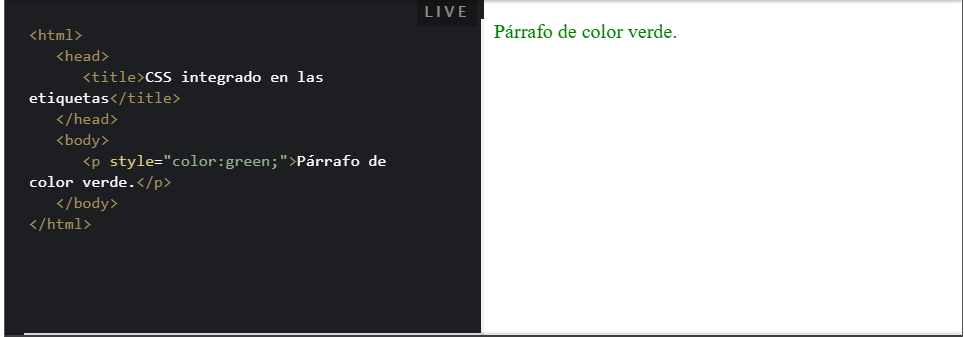 LIVE
<html>
<head>
<title>CSS integrado en las
etiquetas</title>
</head>
<body>
<p style="color:green;">Párrafo de
color verde.</p>
</body>
</html>
Párrafo de color verde.